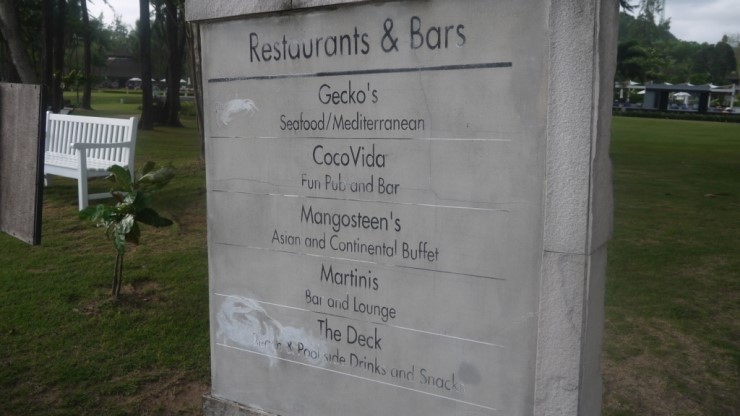 Restaurants & Bars
Gecko's
Seafood/Mediterranean
CocoVida
Fun Pub and Bar
Mangosteen's
Asian and Continental Buffet
Martinis
Bar and Lounge
The Deck
& Poolside Drinks and Snacks